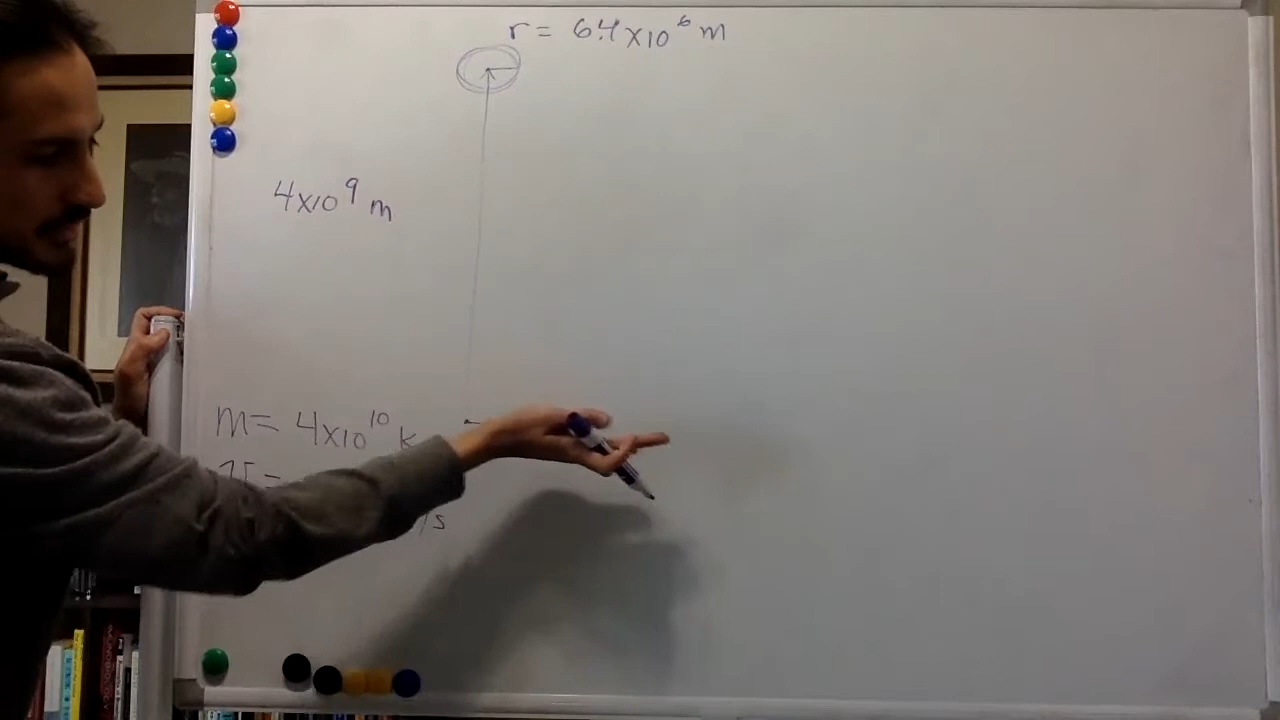 r = 6.4x10⁶ m
4x10⁹ m
m = 4x10¹⁰ k
/s